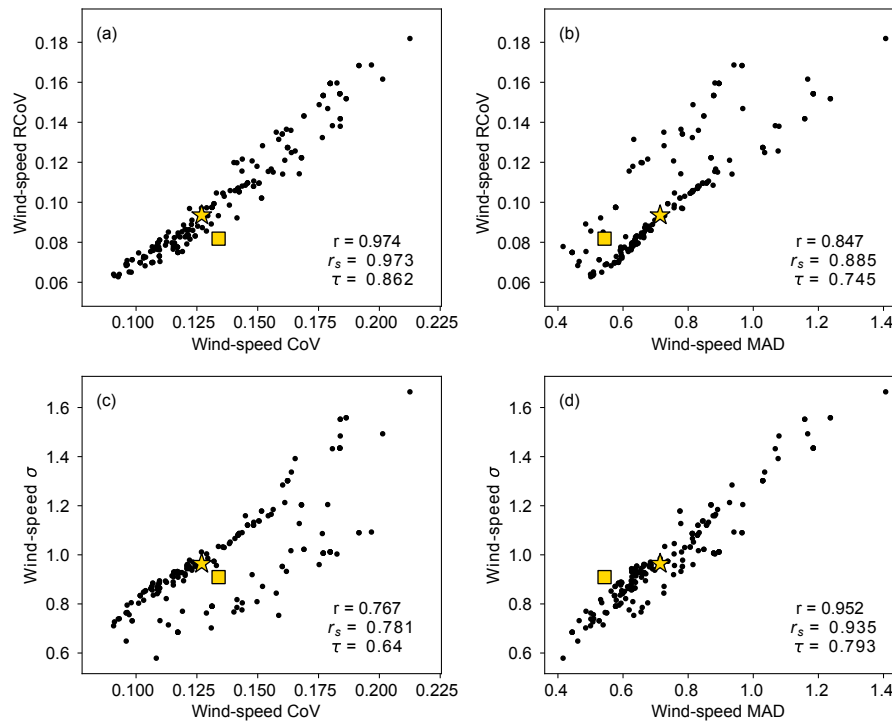 (a)
0.18
0.16
0.14
0.12
0.10
0.08
0.06
Wind-speed RCoV
r = 0.974
r_s = 0.973
τ = 0.862
0.100 0.125 0.150 0.175 0.200 0.225
Wind-speed CoV
(b)
0.18
0.16
0.14
0.12
0.10
0.08
0.06
Wind-speed RCoV
r = 0.847
r_s = 0.885
τ = 0.745
0.4 0.6 0.8 1.0 1.2 1.4
Wind-speed MAD
(c)
1.6
1.4
1.2
1.0
0.8
0.6
Wind-speed σ
r = 0.767
r_s = 0.781
τ = 0.64
0.100 0.125 0.150 0.175 0.200 0.225
Wind-speed CoV
(d)
1.6
1.4
1.2
1.0
0.8
0.6
Wind-speed σ
r = 0.952
r_s = 0.935
τ = 0.793
0.4 0.6 0.8 1.0 1.2 1.4
Wind-speed MAD